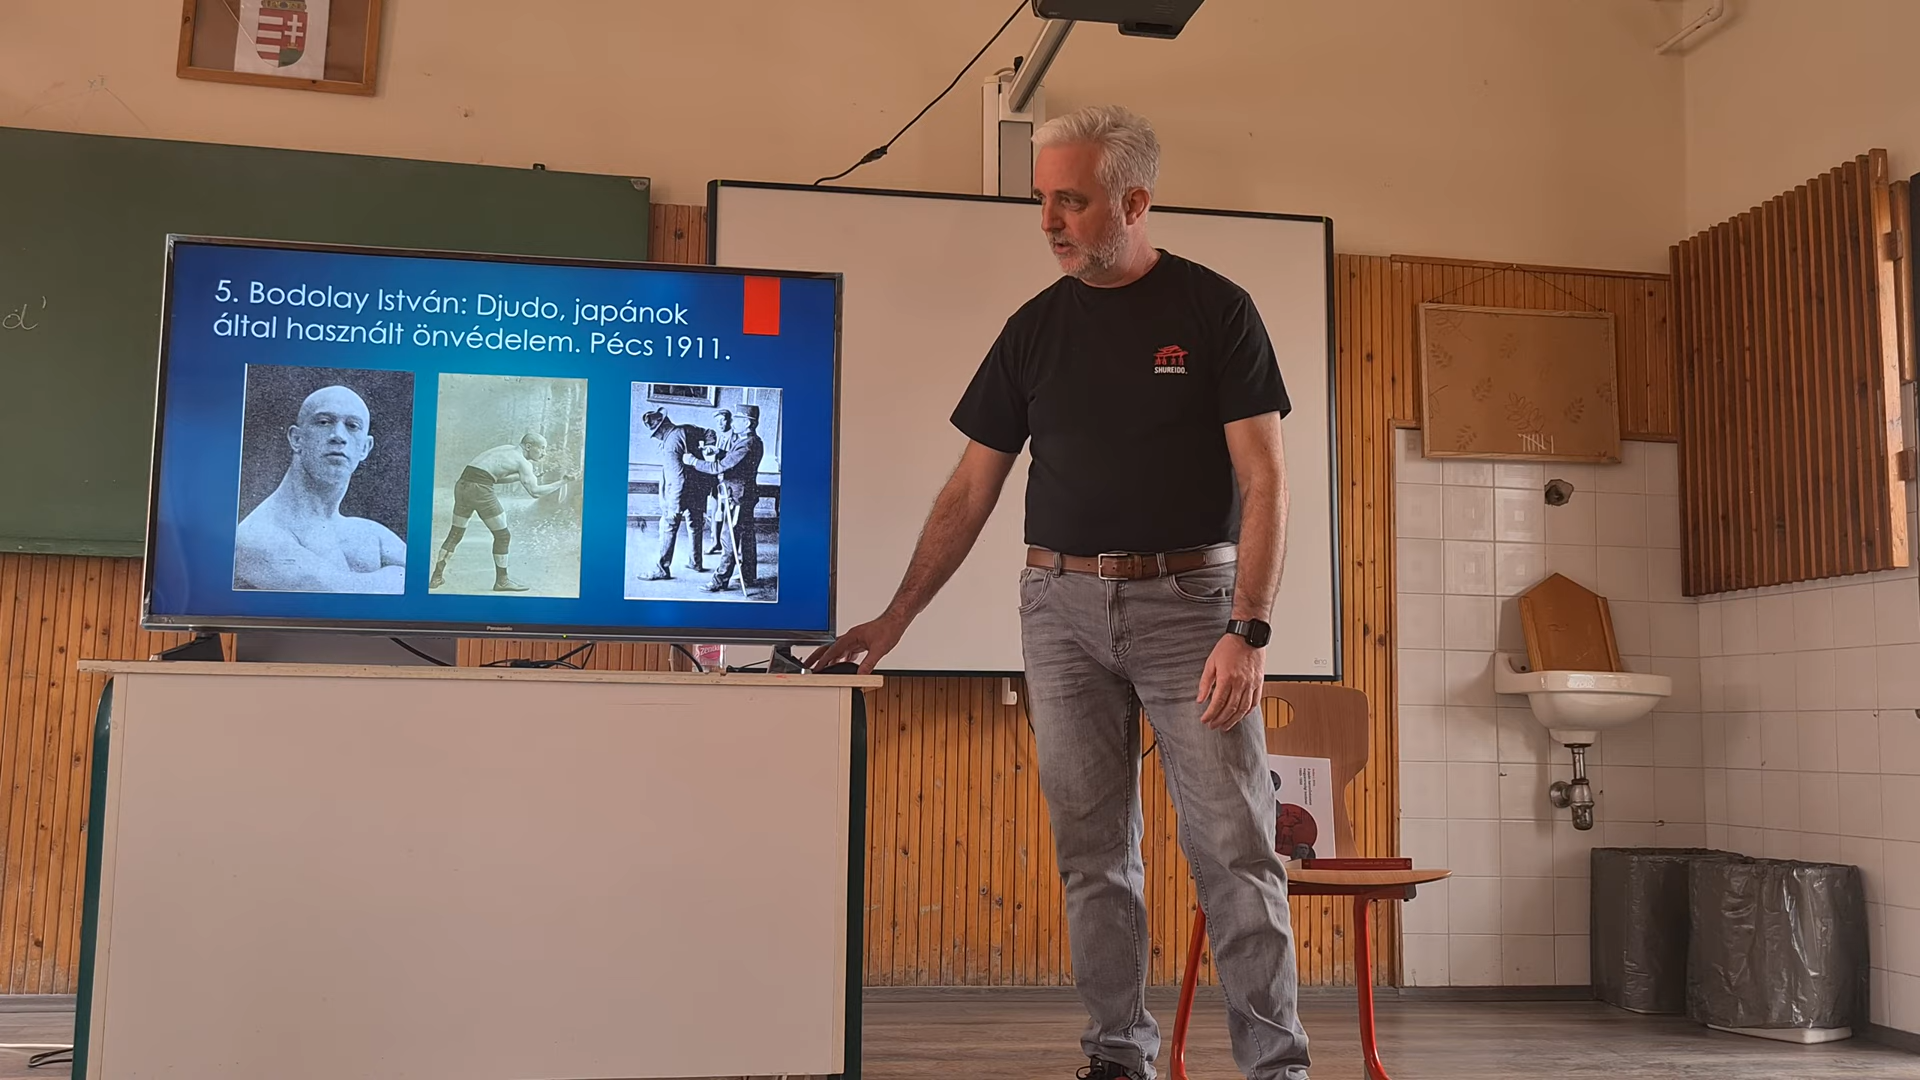 5. Bodolay István: Djudo, japánok
által használt önvédelem. Pécs 1911.
Panasonic
SHUREIDO